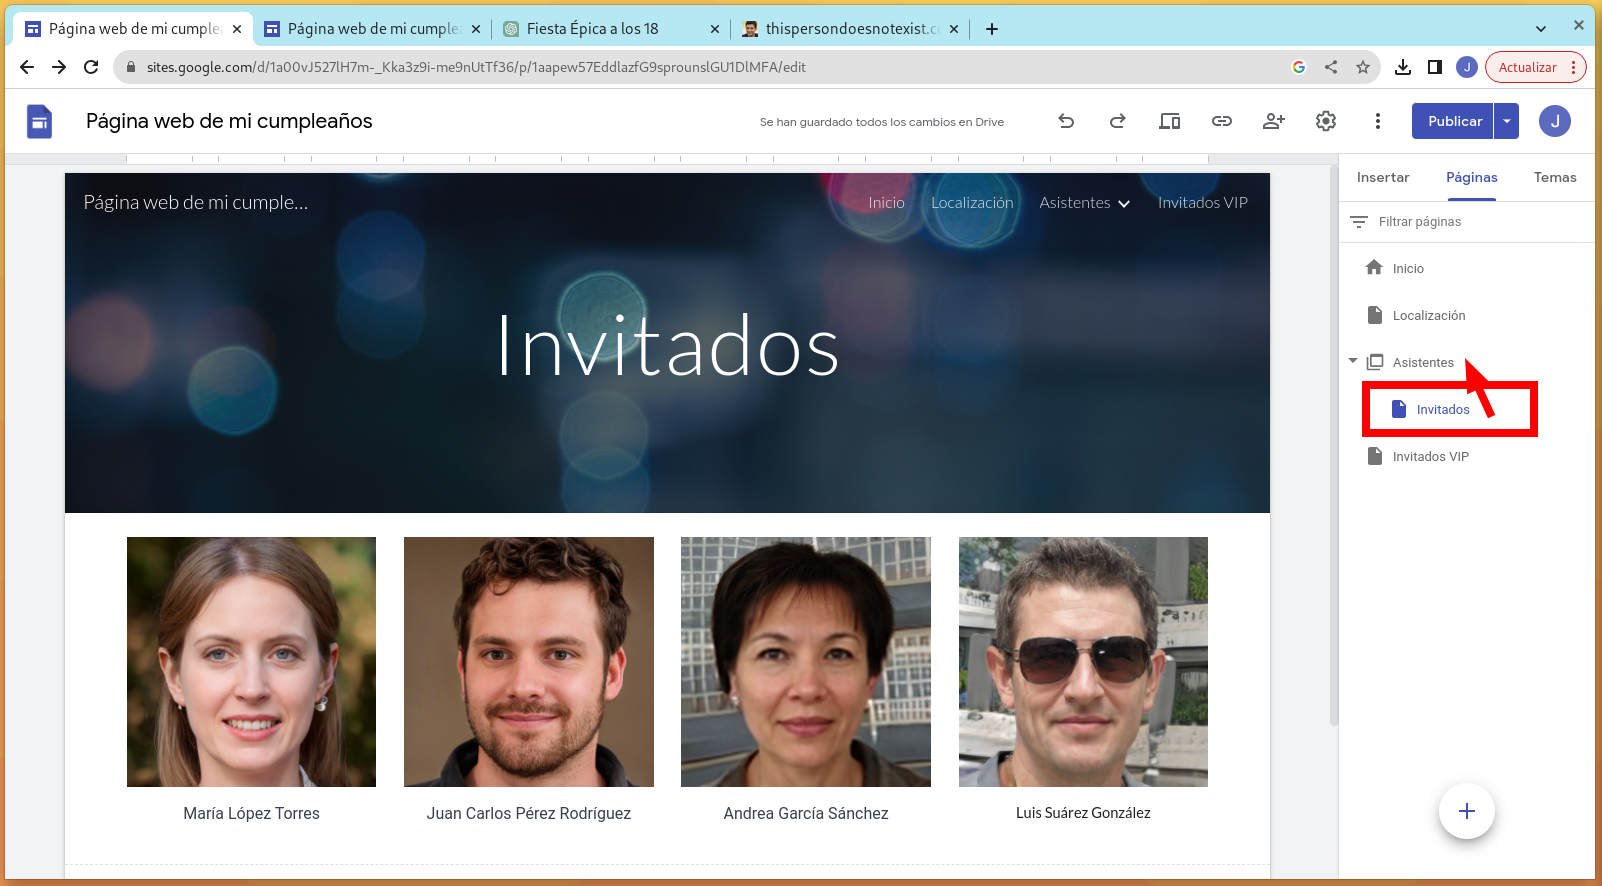 Página web de mi cumplea
Página web de mi cumple
Fiesta Épica a los 18
thispersondoesnotexist.c
sites.google.com/d/1a00vJ527lH7m-_Kka3z9i-me9nUtTf36/p/1aapew57EddlazfG9sprounslGU1DlMFA/edit
J
Actualizar
Página web de mi cumpleaños
Se han guardado todos los cambios en Drive
Publicar
J
Insertar
Páginas
Temas
Página web de mi cumple...
Inicio
Localización
Asistentes
Invitados VIP
Invitados
María López Torres
Juan Carlos Pérez Rodríguez
Andrea García Sánchez
Luis Suárez González
Filtrar páginas
Inicio
Localización
Asistentes
Invitados
Invitados VIP